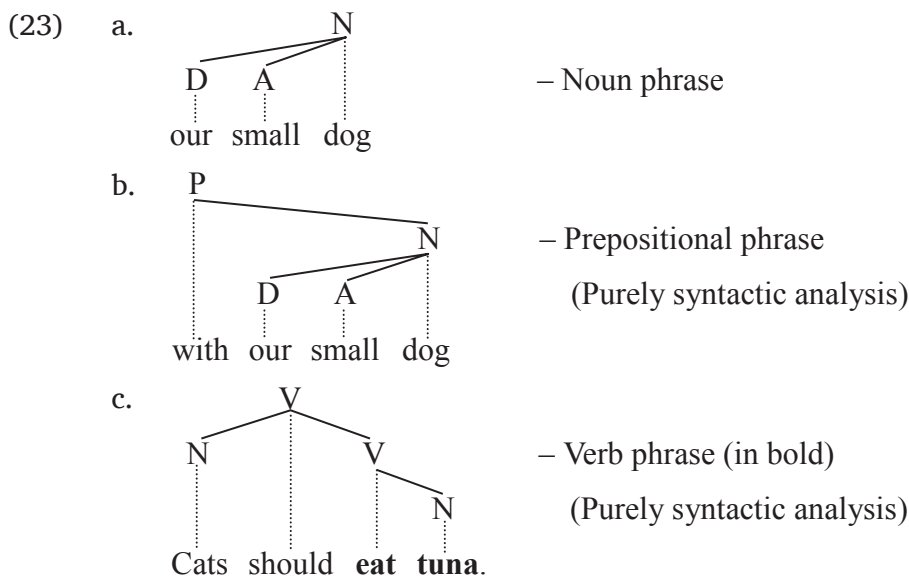 (23) a. N
D A – Noun phrase
our small dog
b. P
N – Prepositional phrase
D A (Purely syntactic analysis)
with our small dog
c. V
N V – Verb phrase (in bold)
N (Purely syntactic analysis)
Cats should eat tuna.